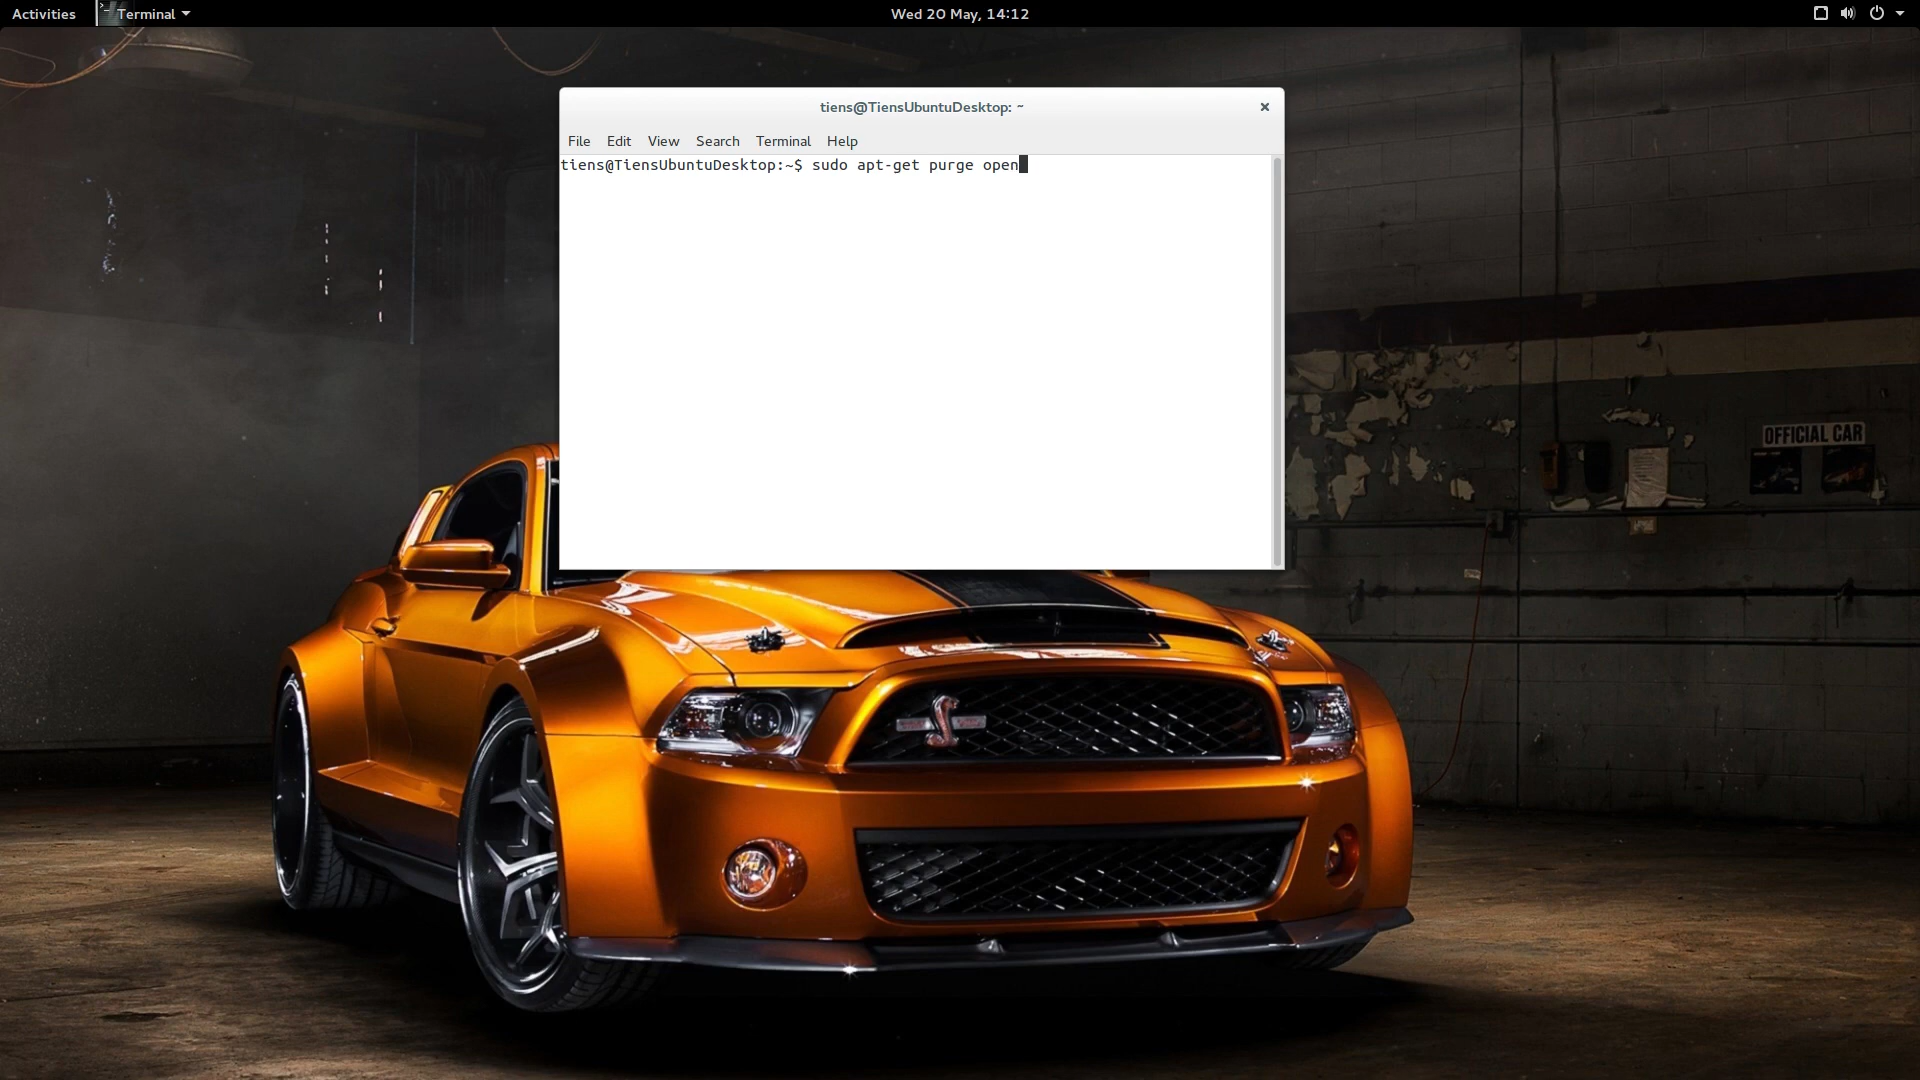 Activities Terminal Wed 20 May, 14:12
tiens@TiensUbuntuDesktop: ~
File Edit View Search Terminal Help
tiens@TiensUbuntuDesktop:~$ sudo apt-get purge open
OFFICIAL CAR